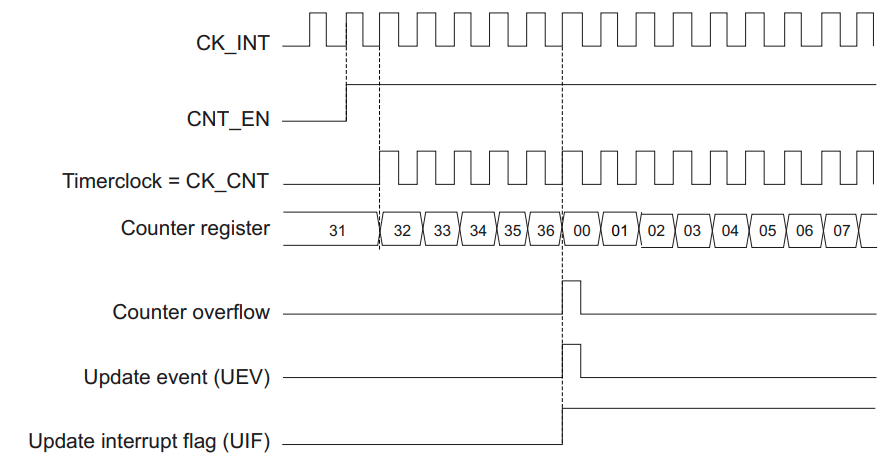 CK_INT
CNT_EN
Timerclock = CK_CNT
Counter register 31 32 33 34 35 36 00 01 02 03 04 05 06 07
Counter overflow
Update event (UEV)
Update interrupt flag (UIF)